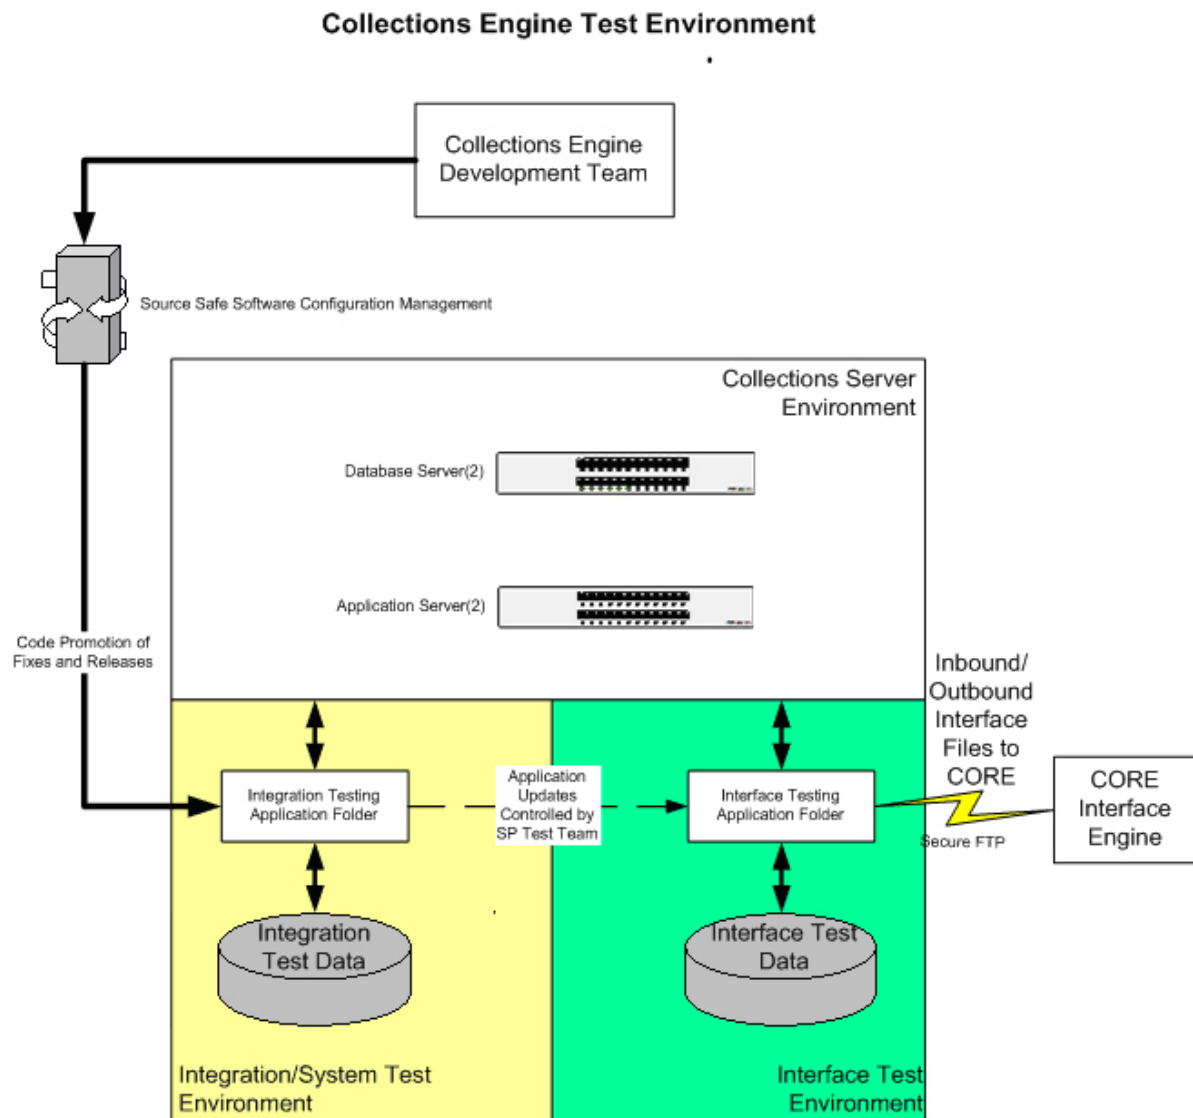 Collections Engine Test Environment
Collections Engine
Development Team
Source Safe Software Configuration Management
Collections Server
Environment
Database Server(2)
Application Server(2)
Code Promotion of
Fixes and Releases
Inbound/
Outbound
Interface
Files to
CORE
Integration Testing
Application Folder
Application
Updates
Controlled by
SP Test Team
Interface Testing
Application Folder
Secure FTP
CORE
Interface
Engine
Integration
Test Data
Interface Test
Data
Integration/System Test
Environment
Interface Test
Environment